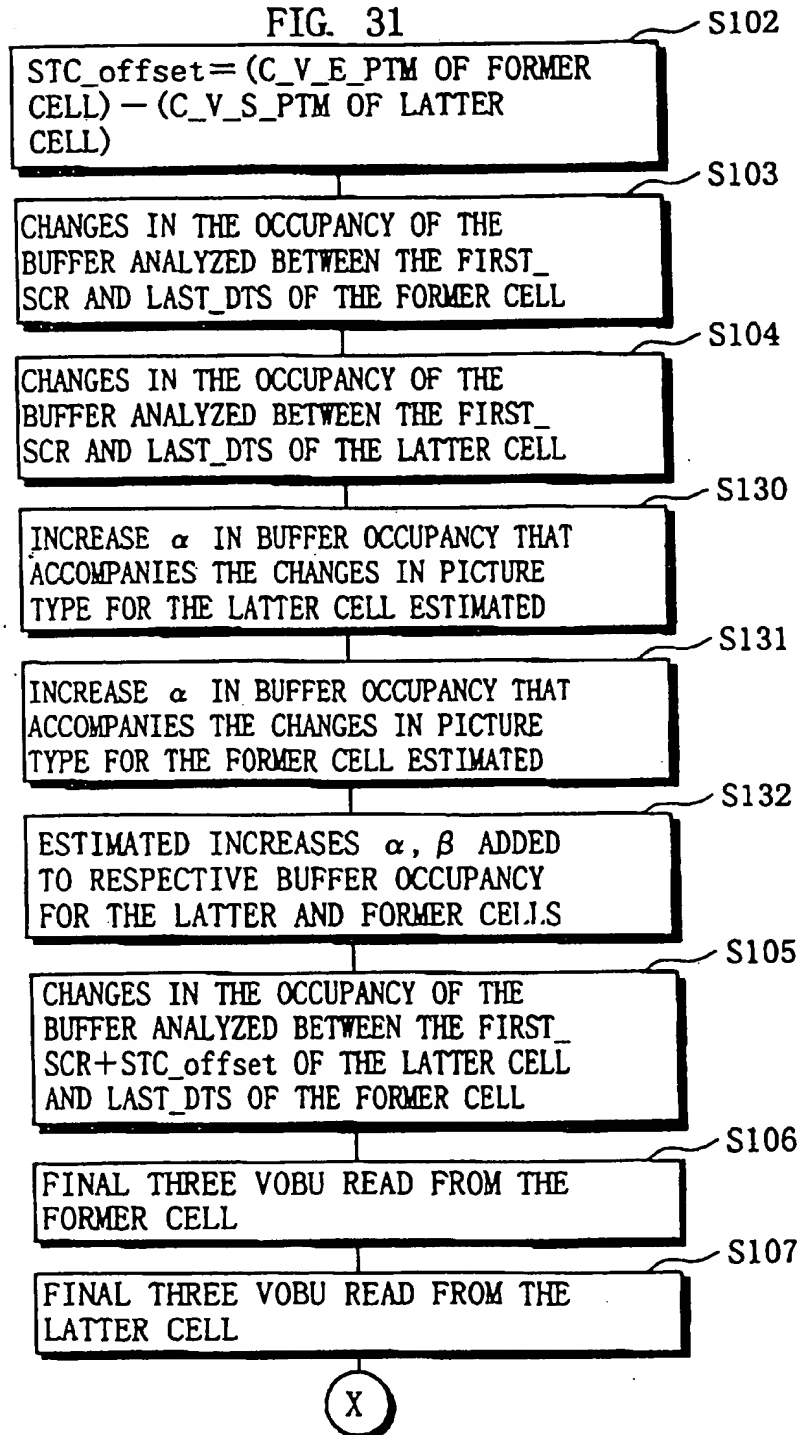 FIG. 31
S102
STC_offset=(C_V_E_PTM OF FORMER
CELL)-(C_V_S_PTM OF LATTER
CELL)
S103
CHANGES IN THE OCCUPANCY OF THE
BUFFER ANALYZED BETWEEN THE FIRST_
SCR AND LAST_DTS OF THE FORMER CELL
S104
CHANGES IN THE OCCUPANCY OF THE
BUFFER ANALYZED BETWEEN THE FIRST_
SCR AND LAST_DTS OF THE LATTER CELL
S130
INCREASE α IN BUFFER OCCUPANCY THAT
ACCOMPANIES THE CHANGES IN PICTURE
TYPE FOR THE LATTER CELL ESTIMATED
S131
INCREASE α IN BUFFER OCCUPANCY THAT
ACCOMPANIES THE CHANGES IN PICTURE
TYPE FOR THE FORMER CELL ESTIMATED
S132
ESTIMATED INCREASES α, β ADDED
TO RESPECTIVE BUFFER OCCUPANCY
FOR THE LATTER AND FORMER CELLS
S105
CHANGES IN THE OCCUPANCY OF THE
BUFFER ANALYZED BETWEEN THE FIRST_
SCR+STC_offset OF THE LATTER CELL
AND LAST_DTS OF THE FORMER CELL
S106
FINAL THREE VOBU READ FROM THE
FORMER CELL
S107
FINAL THREE VOBU READ FROM THE
LATTER CELL
X